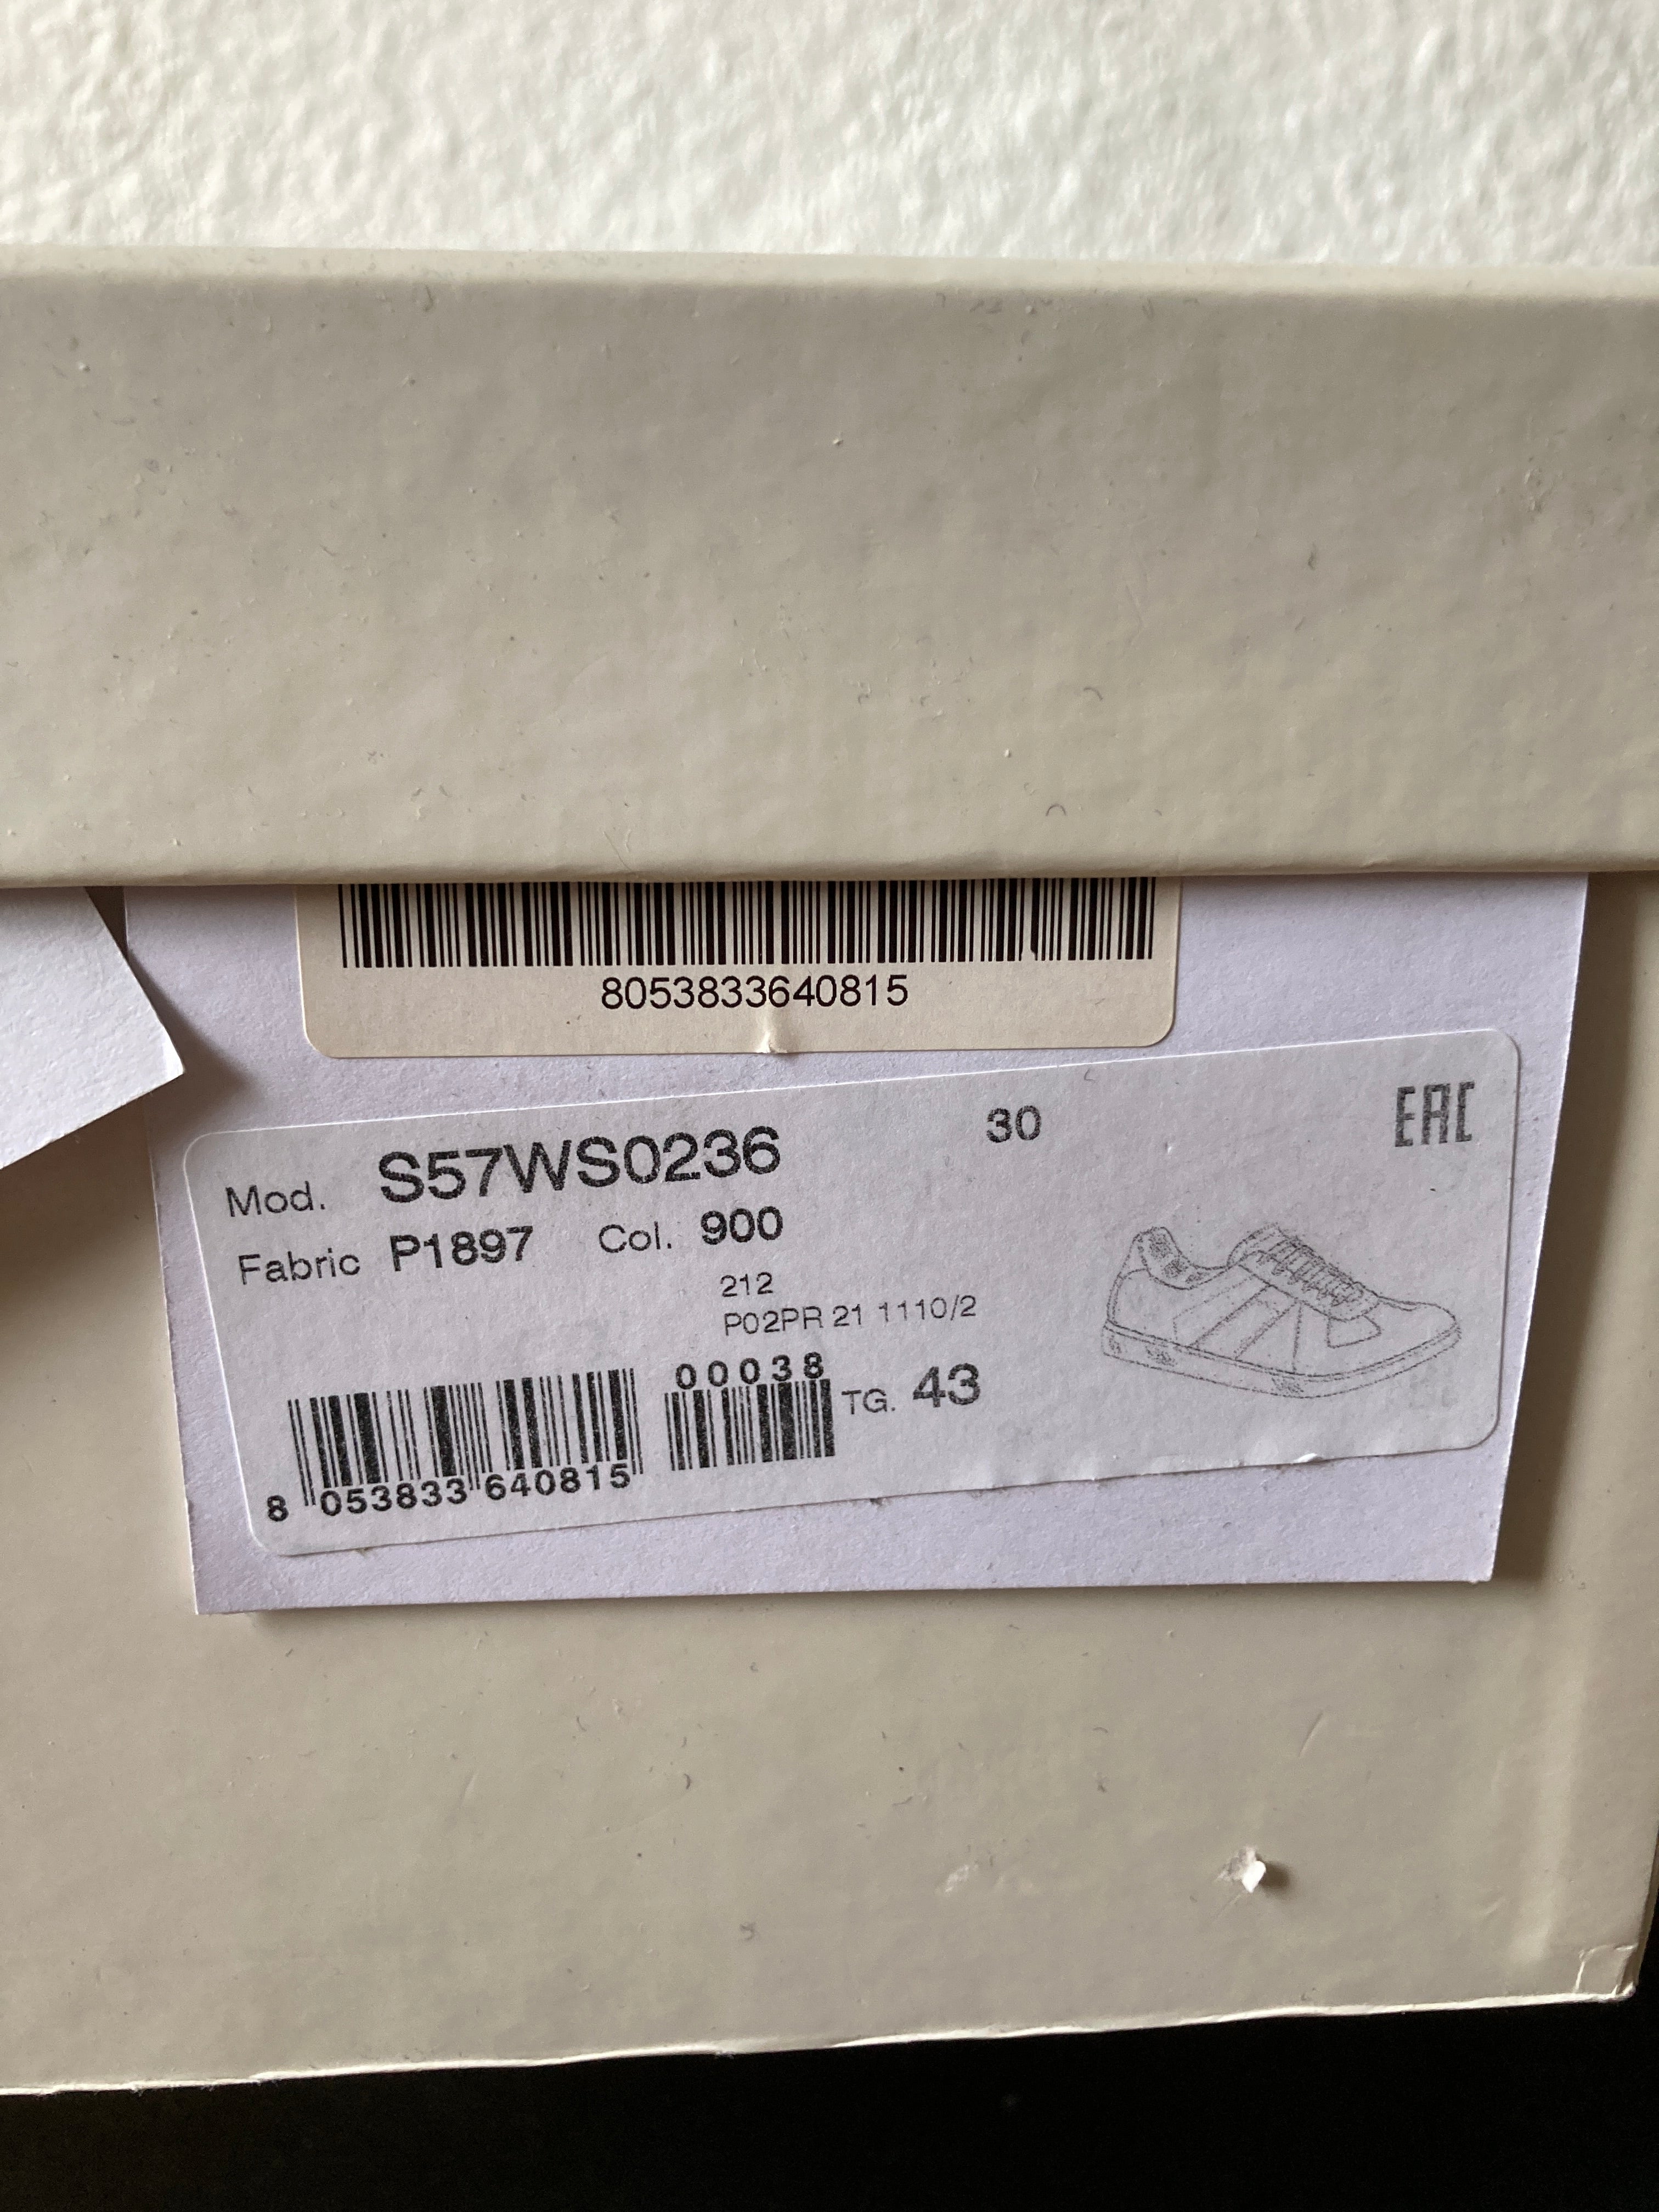 8053833640815
30
EAC
Mod. S57WS0236
Fabric P1897 Col. 900
212
P02PR 21 1110/2
00038
TG. 43
8 053833 640815